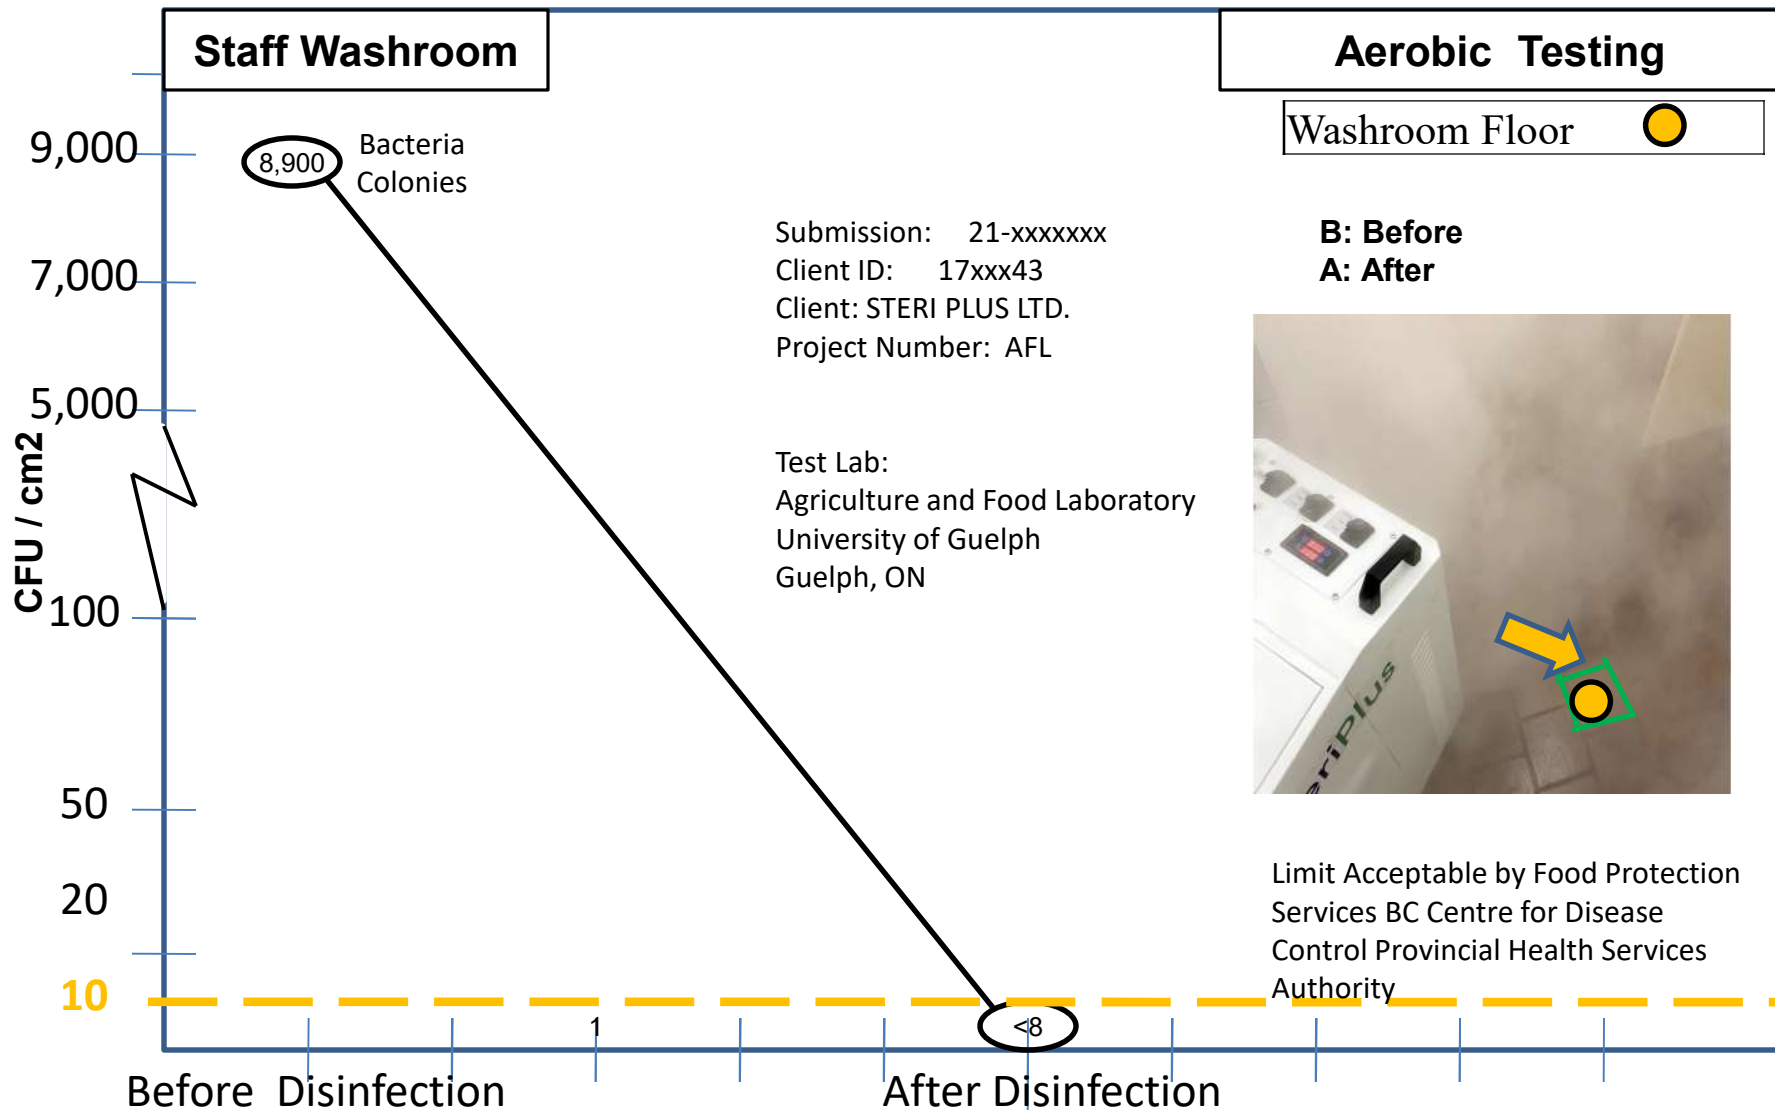 Staff Washroom
Aerobic Testing
Washroom Floor
9,000
8,900
Bacteria
Colonies
Submission: 21-xxxxxxx
Client ID: 17xxx43
Client: STERI PLUS LTD.
Project Number: AFL
B: Before
A: After
7,000
5,000
CFU / cm2
Test Lab:
Agriculture and Food Laboratory
University of Guelph
Guelph, ON
100
eriPlus
50
20
Limit Acceptable by Food Protection
Services BC Centre for Disease
Control Provincial Health Services
Authority
10
1
<8
Before Disinfection
After Disinfection